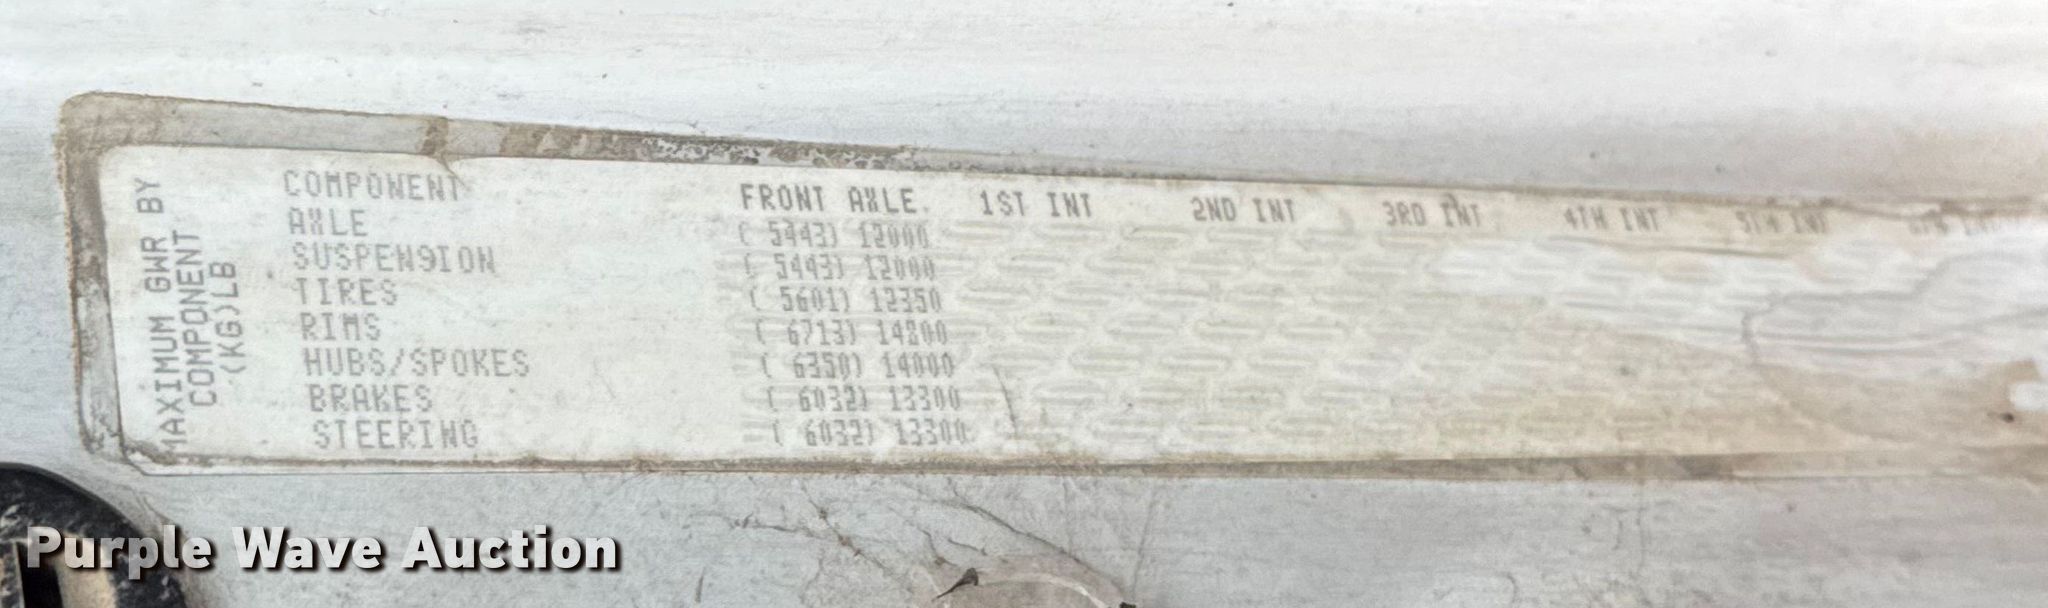 MAXIMUM GWR BY
COMPONENT
(KG)LB
COMPONENT FRONT AXLE 1ST INT 2ND INT 3RD INT 4TH INT 5TH INT
AXLE ( 5443) 12000
SUSPENSION ( 5443) 12000
TIRES ( 5601) 12350
RIMS ( 6713) 14800
HUBS/SPOKES ( 6350) 14000
BRAKES ( 6032) 13300
STEERING ( 6032) 13300
Purple Wave Auction